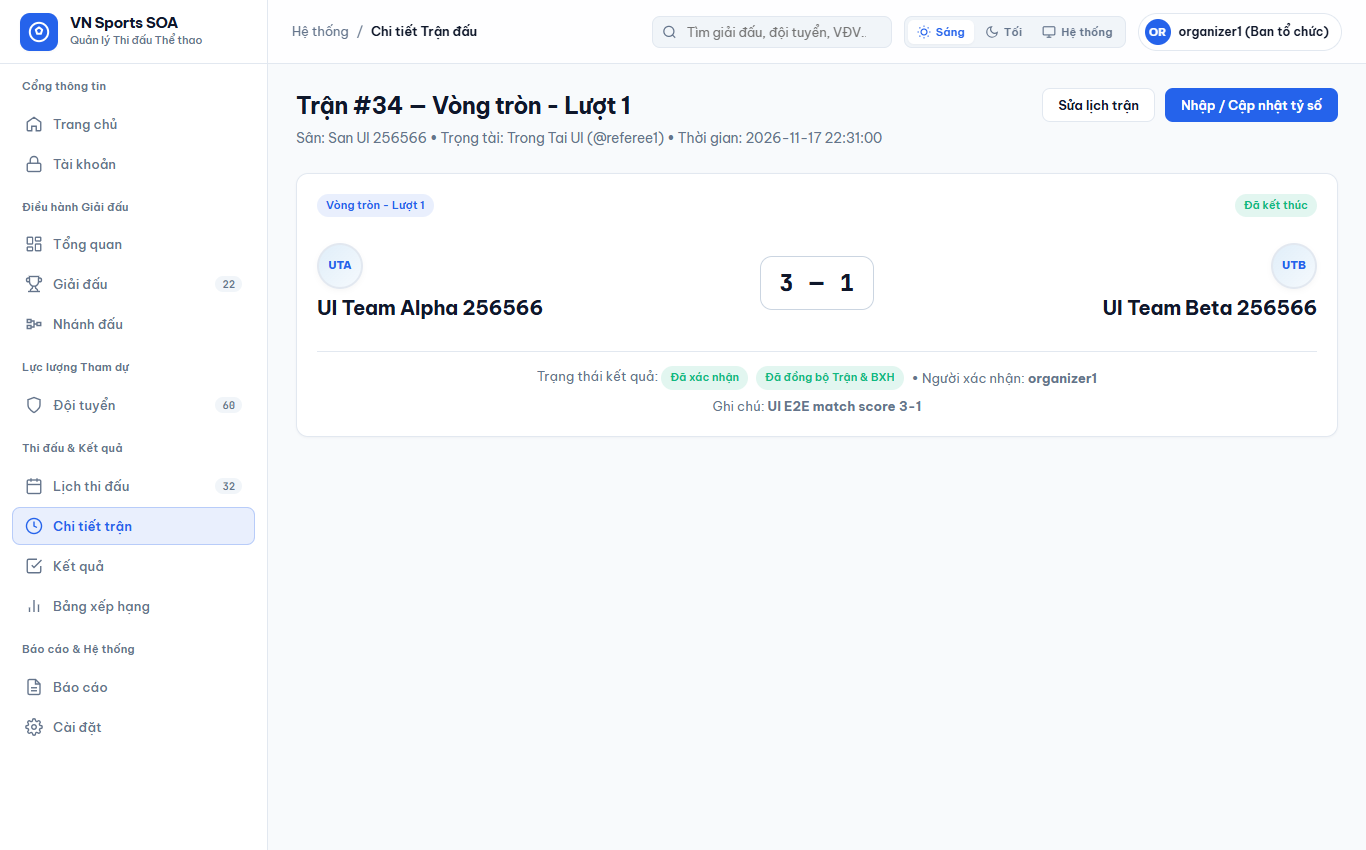 VN Sports SOA
Quản lý Thi đấu Thể thao
Cổng thông tin
Trang chủ
Tài khoản
Điều hành Giải đấu
Tổng quan
Giải đấu 22
Nhánh đấu
Lực lượng Tham dự
Đội tuyển 60
Thi đấu & Kết quả
Lịch thi đấu 32
Chi tiết trận
Kết quả
Bảng xếp hạng
Báo cáo & Hệ thống
Báo cáo
Cài đặt
Hệ thống / Chi tiết Trận đấu
Tìm giải đấu, đội tuyển, VĐV..
Sáng Tối Hệ thống
OR organizer1 (Ban tổ chức)
Trận #34 — Vòng tròn - Lượt 1
Sân: San UI 256566 • Trọng tài: Trong Tai UI (@referee1) • Thời gian: 2026-11-17 22:31:00
Sửa lịch trận
Nhập / Cập nhật tỷ số
Vòng tròn - Lượt 1
Đã kết thúc
UTA
UI Team Alpha 256566
3 — 1
UTB
UI Team Beta 256566
Trạng thái kết quả: Đã xác nhận Đã đồng bộ Trận & BXH • Người xác nhận: organizer1
Ghi chú: UI E2E match score 3-1